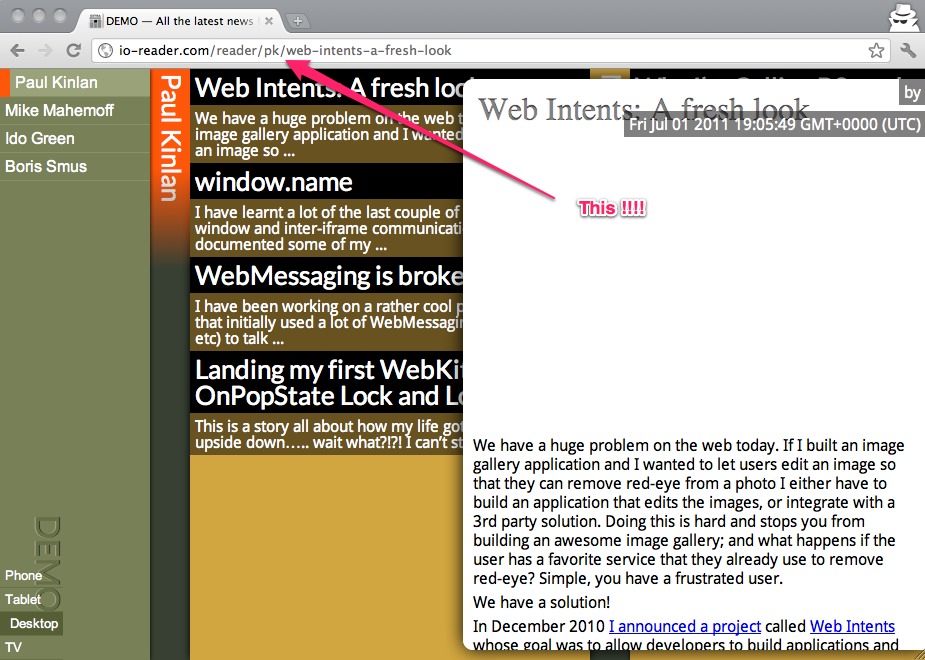 DEMO — All the latest news
io-reader.com/reader/pk/web-intents-a-fresh-look
Paul Kinlan
Mike Mahemoff
Ido Green
Boris Smus
DEMO
Phone
Tablet
Desktop
TV
Paul Kinlan
Web Intents: A fresh loo
We have a huge problem on the web t
image gallery application and I wanted
an image so ...
window.name
I have learnt a lot of the last couple of
window and inter-iframe communicati
documented some of my ...
WebMessaging is broke
I have been working on a rather cool p
that initially used a lot of WebMessagin
etc) to talk ...
Landing my first WebKit
OnPopState Lock and Lo
This is a story all about how my life got
upside down….. wait what?!?! I can’t st
Web Intents: A fresh look
by
Fri Jul 01 2011 19:05:49 GMT+0000 (UTC)
This !!!!
We have a huge problem on the web today. If I built an image
gallery application and I wanted to let users edit an image so
that they can remove red-eye from a photo I either have to
build an application that edits the images, or integrate with a
3rd party solution. Doing this is hard and stops you from
building an awesome image gallery; and what happens if the
user has a favorite service that they already use to remove
red-eye? Simple, you have a frustrated user.
We have a solution!
In December 2010 I announced a project called Web Intents
whose goal was to allow developers to build applications and